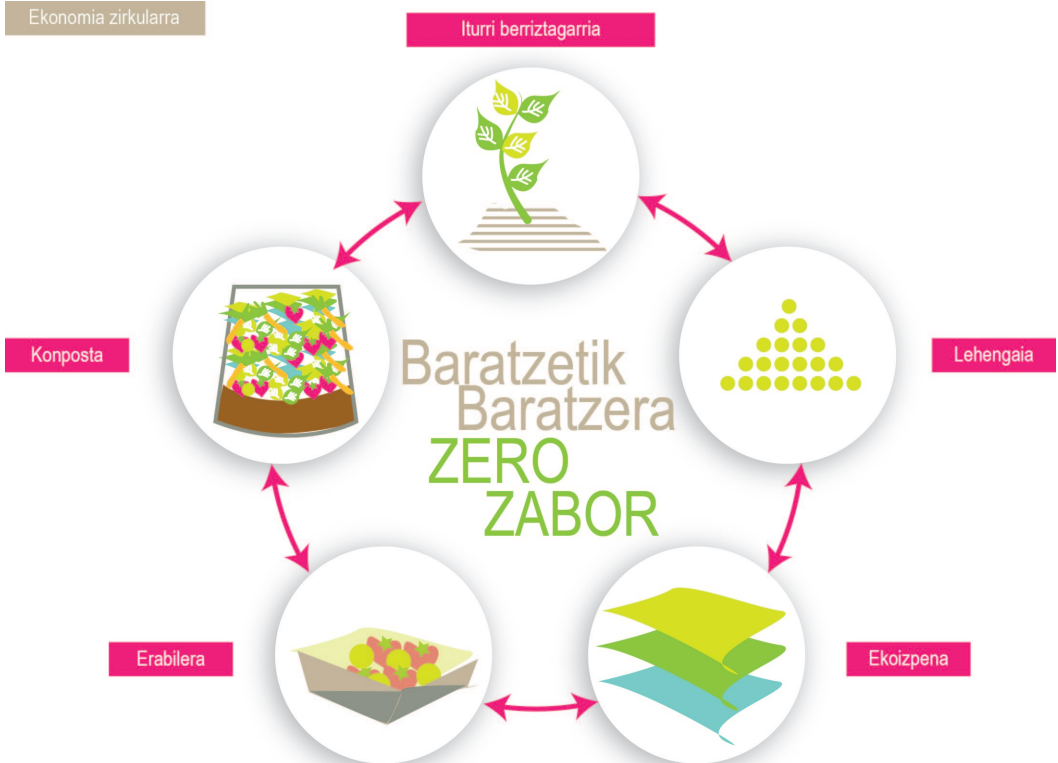 Ekonomia zirkularra
Iturri berriztagarria
Konposta
Baratzetik
Baratzera
ZERO
ZABOR
Lehengaia
Erabilera
Ekoizpena